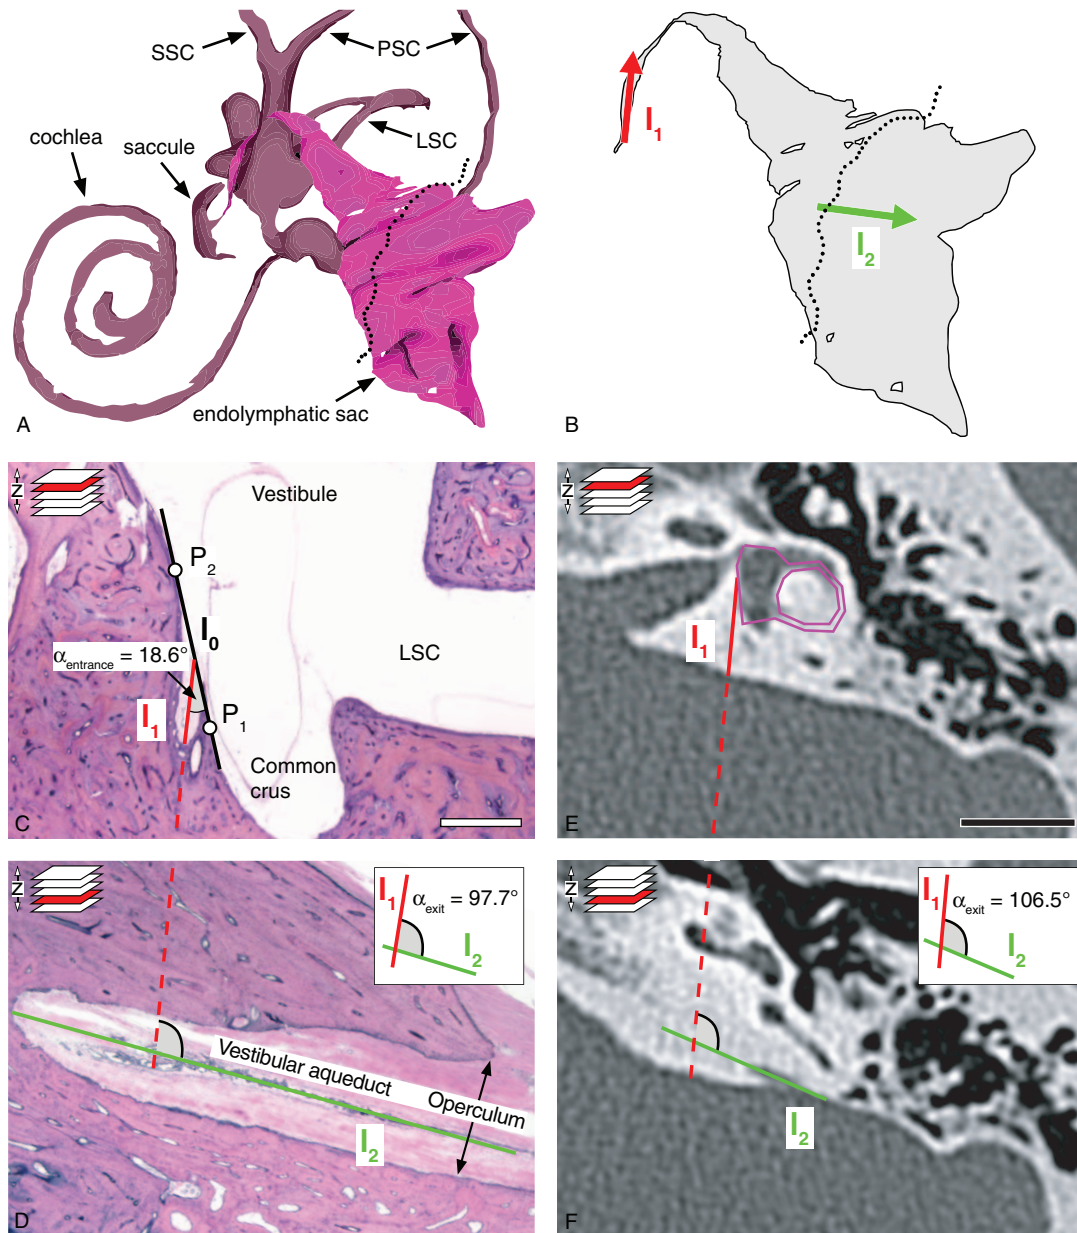 SSC
PSC
cochlea
saccule
LSC
endolymphatic sac
A
I1
I2
B
Z
Vestibule
P2
I0
αentrance = 18.6°
LSC
I1
P1
Common
crus
C
Z
I1
E
Z
I1
αexit = 97.7°
I2
Vestibular aqueduct
Operculum
I2
D
Z
I1
αexit = 106.5°
I2
I2
F